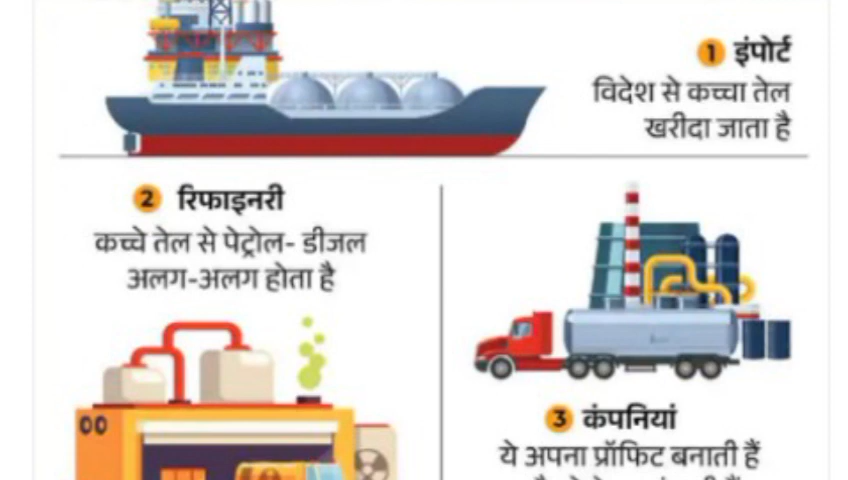 1 इंपोर्ट
विदेश से कच्चा तेल
खरीदा जाता है
2 रिफाइनरी
कच्चे तेल से पेट्रोल- डीजल
अलग-अलग होता है
3 कंपनियां
ये अपना प्रॉफिट बनाती हैं